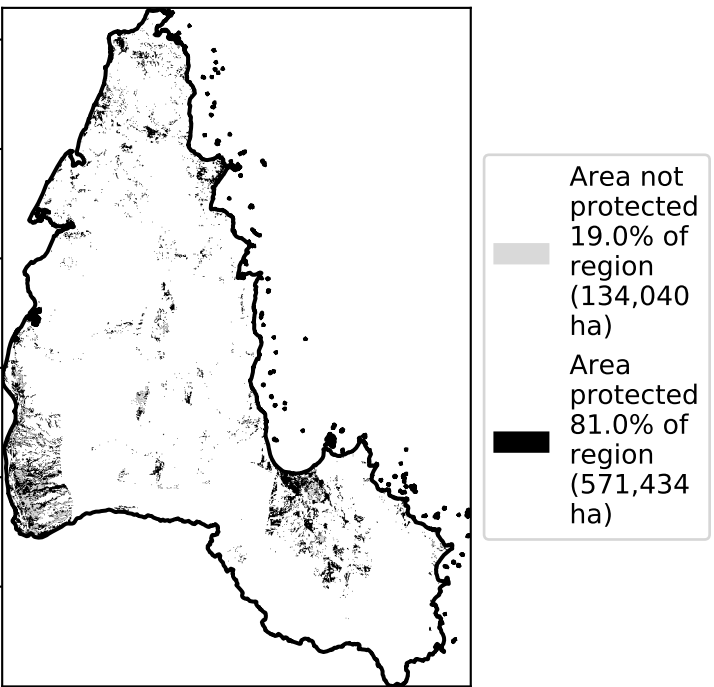 Area not
protected
19.0% of
region
(134,040
ha)
Area
protected
81.0% of
region
(571,434
ha)